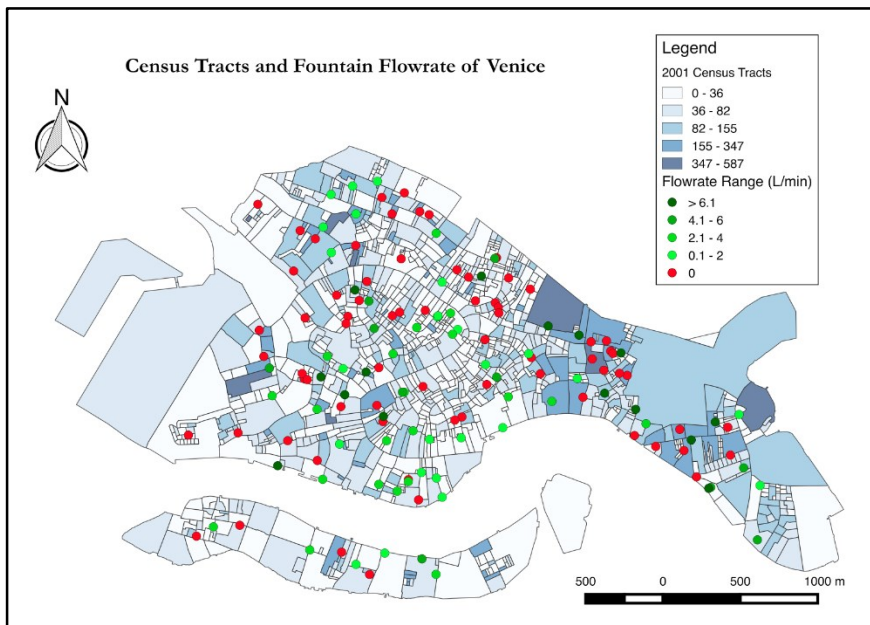 Census Tracts and Fountain Flowrate of Venice
N
Legend
2001 Census Tracts
0 - 36
36 - 82
82 - 155
155 - 347
347 - 587
Flowrate Range (L/min)
> 6.1
4.1 - 6
2.1 - 4
0.1 - 2
0
500 0 500 1000 m